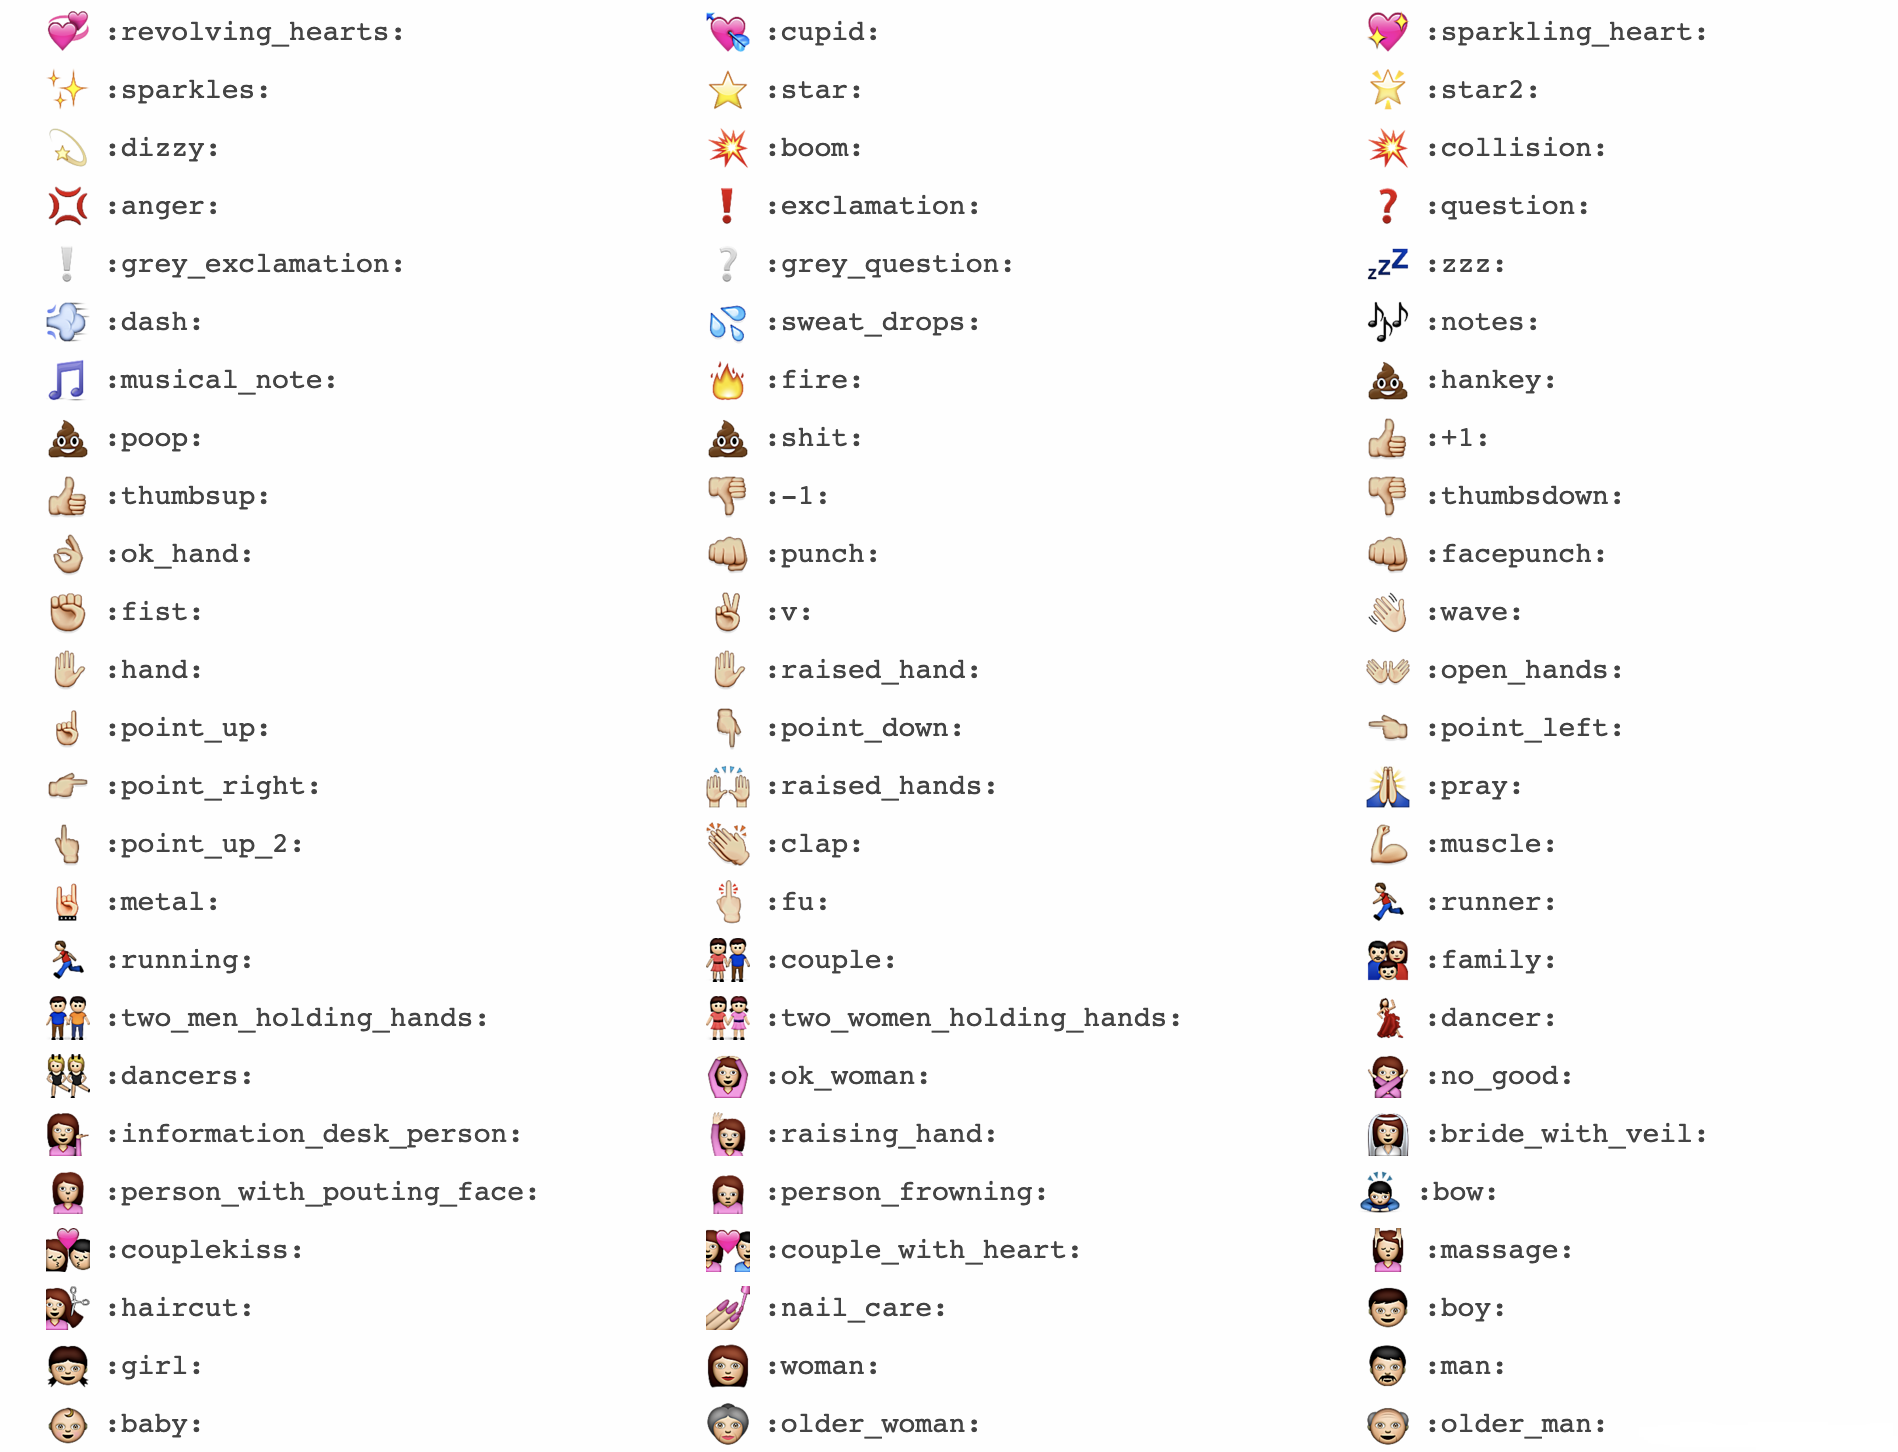 :revolving_hearts: :cupid: :sparkling_heart:
:sparkles: :star: :star2:
:dizzy: :boom: :collision:
:anger: :exclamation: :question:
:grey_exclamation: :grey_question: :zzz:
:dash: :sweat_drops: :notes:
:musical_note: :fire: :hankey:
:poop: :shit: :+1:
:thumbsup: :-1: :thumbsdown:
:ok_hand: :punch: :facepunch:
:fist: :v: :wave:
:hand: :raised_hand: :open_hands:
:point_up: :point_down: :point_left:
:point_right: :raised_hands: :pray:
:point_up_2: :clap: :muscle:
:metal: :fu: :runner:
:running: :couple: :family:
:two_men_holding_hands: :two_women_holding_hands: :dancer:
:dancers: :ok_woman: :no_good:
:information_desk_person: :raising_hand: :bride_with_veil:
:person_with_pouting_face: :person_frowning: :bow:
:couplekiss: :couple_with_heart: :massage:
:haircut: :nail_care: :boy:
:girl: :woman: :man:
:baby: :older_woman: :older_man: